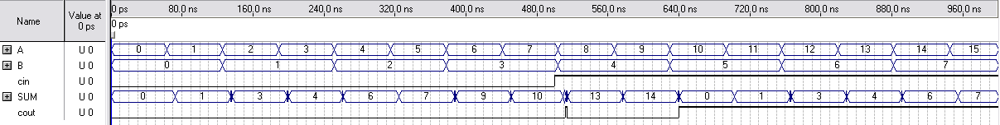 Name Value at 0 ps 0 ps 80.0 ns 160.0 ns 240.0 ns 320.0 ns 400.0 ns 480.0 ns 560.0 ns 640.0 ns 720.0 ns 800.0 ns 880.0 ns 960.0 ns
0 ps
A U 0 0 1 2 3 4 5 6 7 8 9 10 11 12 13 14 15
B U 0 0 1 2 3 4 5 6 7
cin U 0
SUM U 0 0 1 3 4 6 7 9 10 13 14 0 1 3 4 6 7
cout U 0